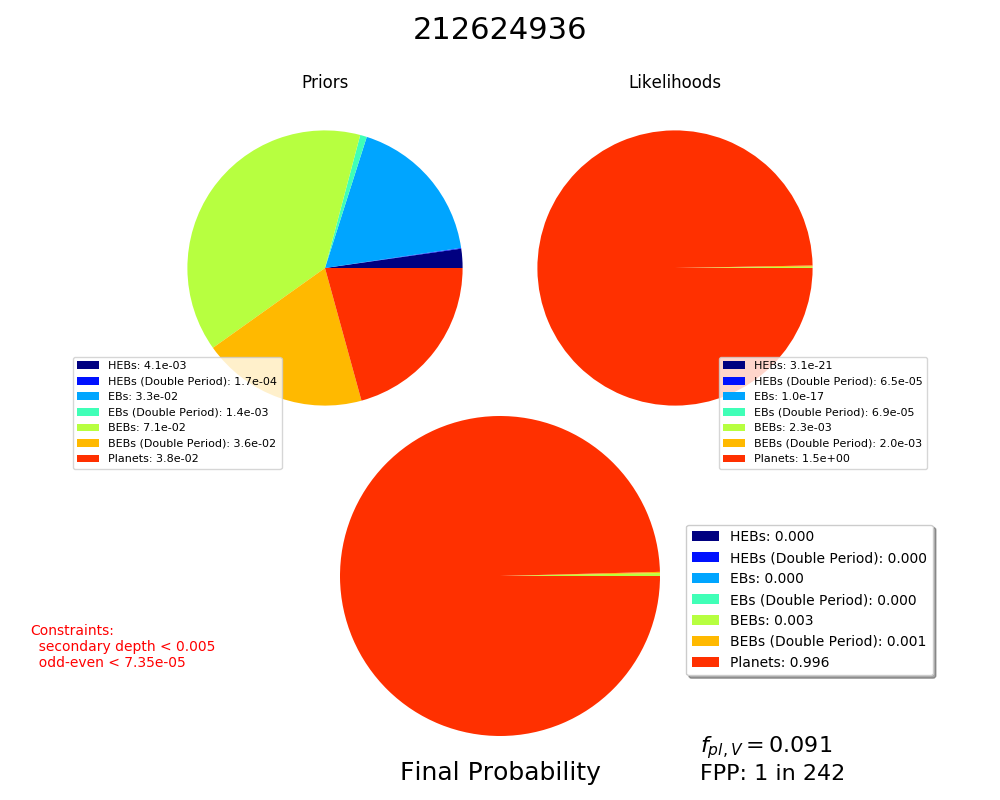 212624936
Priors
Likelihoods
HEBs: 4.1e-03
HEBs (Double Period): 1.7e-04
EBs: 3.3e-02
EBs (Double Period): 1.4e-03
BEBs: 7.1e-02
BEBs (Double Period): 3.6e-02
Planets: 3.8e-02
HEBs: 3.1e-21
HEBs (Double Period): 6.5e-05
EBs: 1.0e-17
EBs (Double Period): 6.9e-05
BEBs: 2.3e-03
BEBs (Double Period): 2.0e-03
Planets: 1.5e+00
HEBs: 0.000
HEBs (Double Period): 0.000
EBs: 0.000
EBs (Double Period): 0.000
BEBs: 0.003
BEBs (Double Period): 0.001
Planets: 0.996
Constraints:
secondary depth < 0.005
odd-even < 7.35e-05
f_{pl, V} = 0.091
FPP: 1 in 242
Final Probability